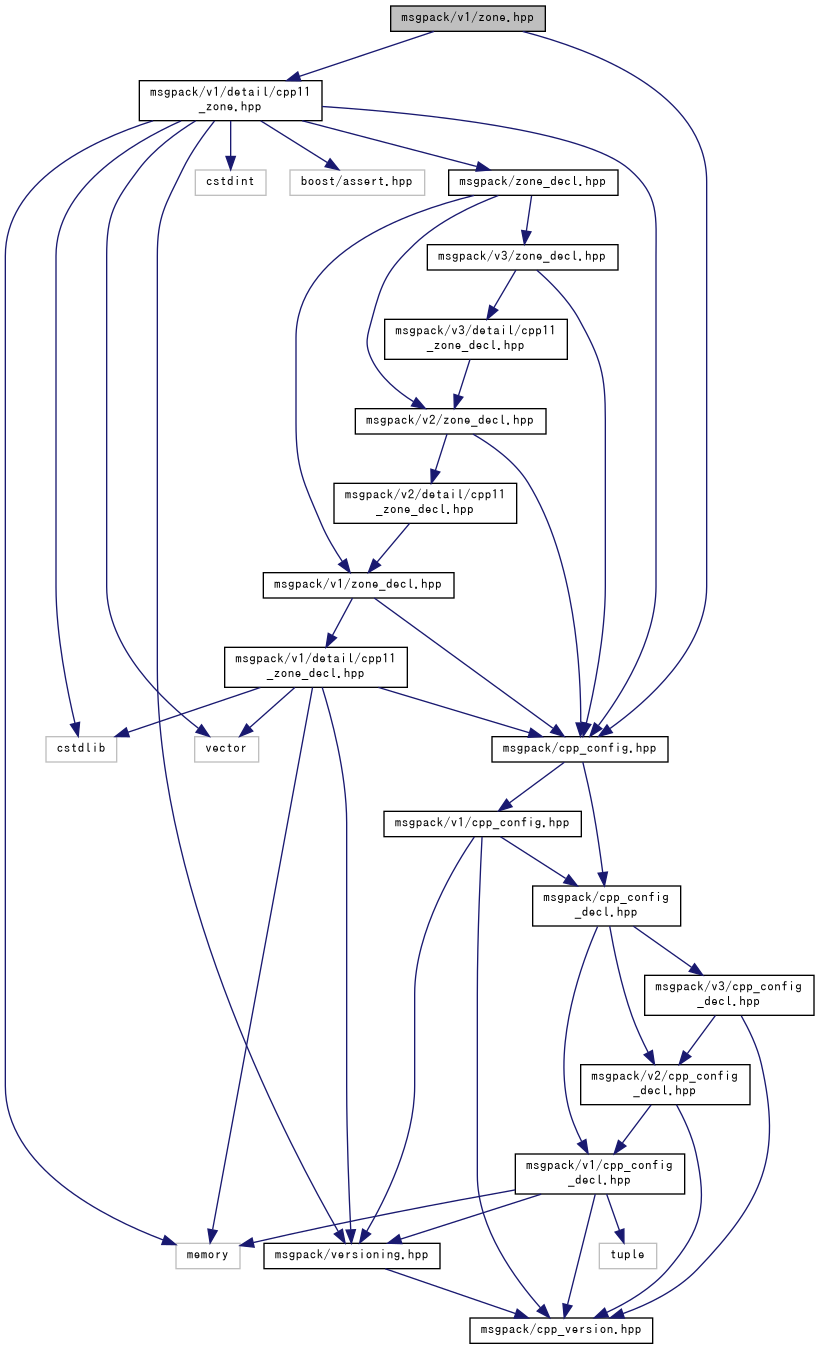 msgpack/v1/zone.hpp
msgpack/v1/detail/cpp11
_zone.hpp
cstdint
boost/assert.hpp
msgpack/zone_decl.hpp
msgpack/v3/zone_decl.hpp
msgpack/v3/detail/cpp11
_zone_decl.hpp
msgpack/v2/zone_decl.hpp
msgpack/v2/detail/cpp11
_zone_decl.hpp
msgpack/v1/zone_decl.hpp
msgpack/v1/detail/cpp11
_zone_decl.hpp
cstdlib
vector
msgpack/cpp_config.hpp
msgpack/v1/cpp_config.hpp
msgpack/cpp_config
_decl.hpp
msgpack/v3/cpp_config
_decl.hpp
msgpack/v2/cpp_config
_decl.hpp
msgpack/v1/cpp_config
_decl.hpp
memory
msgpack/versioning.hpp
tuple
msgpack/cpp_version.hpp